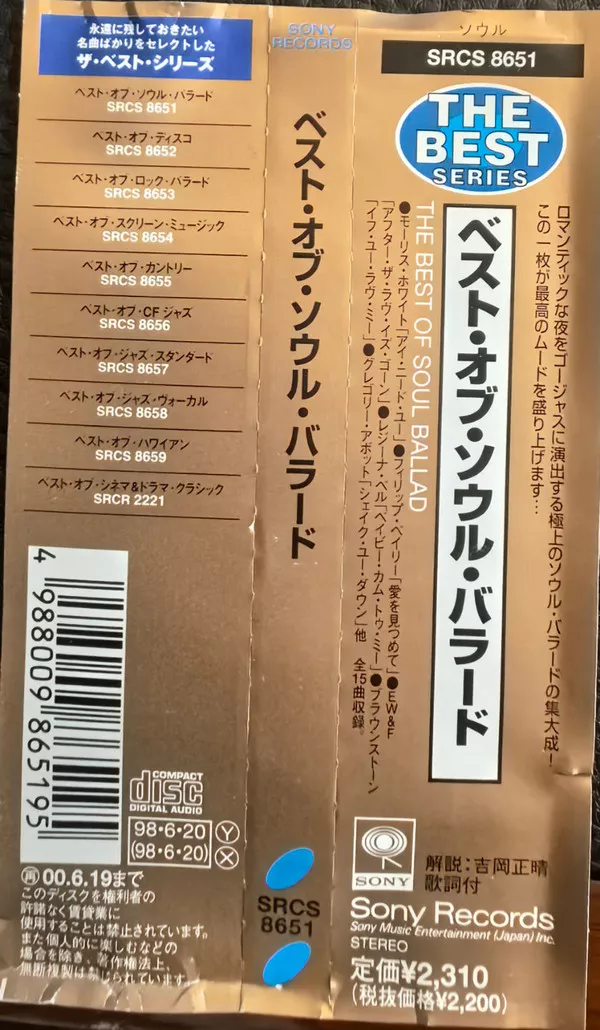 永遠に残しておきたい
名曲ばかりをセレクトした
ザ・ベスト・シリーズ
ベスト・オブ・ソウル・バラード
SRCS 8651
ベスト・オブ・ディスコ
SRCS 8652
ベスト・オブ・ロック・バラード
SRCS 8653
ベスト・オブ・スクリーン・ミュージック
SRCS 8654
ベスト・オブ・カントリー
SRCS 8655
ベスト・オブ・CFジャズ
SRCS 8656
ベスト・オブ・ジャズ・スタンダード
SRCS 8657
ベスト・オブ・ジャズ・ヴォーカル
SRCS 8658
ベスト・オブ・ハワイアン
SRCS 8659
ベスト・オブ・シネマ&ドラマ・クラシック
SRCR 2221
4 988009 865195
COMPACT
disc
DIGITAL AUDIO
98・6・20 Y
(98・6・20) X
再00.6.19まで
このディスクを権利者の
許諾なく賃貸業に
使用することは禁止されています。
また個人的に楽しむなどの
場合を除き、著作権法上、
無断複製は禁じられています。
SONY
RECORDS
ベスト・オブ・ソウル・バラード
SRCS
8651
ソウル
SRCS 8651
THE
BEST
SERIES
ロマンティックな夜をゴージャスに演出する極上のソウル・バラードの集大成!
この一枚が最高のムードを盛り上げます…
ベスト・オブ・ソウル・バラード
THE BEST OF SOUL BALLAD
●モーリス・ホワイト「アイ・ニード・ユー」●フィリップ・ベイリー「愛を見つめて」●EW&F
「アフター・ザ・ラヴ・イズ・ゴーン」●レジーナ・ベル「ベイビー・カム・トゥ・ミー」●ブラウンストーン
「イフ・ユー・ラヴ・ミー」●グレゴリー・アボット「シェイク・ユー・ダウン」他 全15曲収録。
SONY
解説:吉岡正晴
歌詞付
Sony Records
Sony Music Entertainment (Japan) Inc.
STEREO
定価¥2,310
(税抜価格¥2,200)